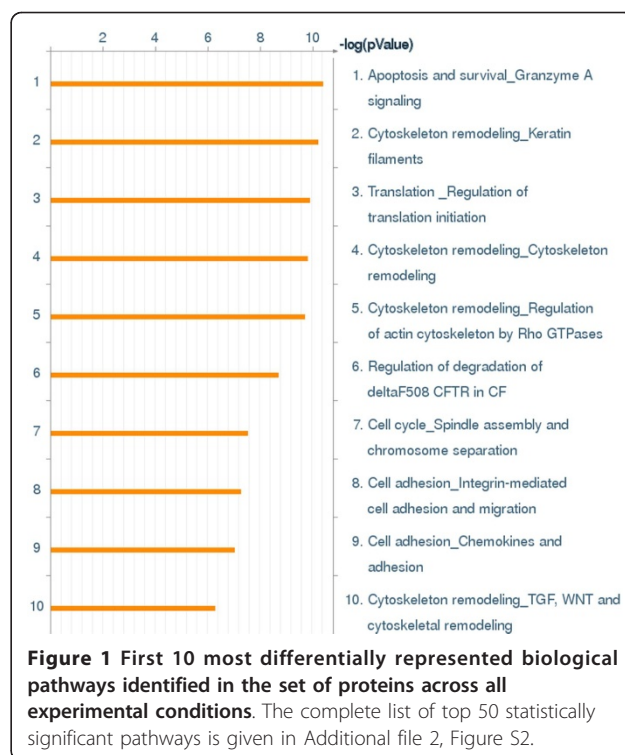 2 4 6 8 10
-log(pValue)
1
2
3
4
5
6
7
8
9
10
1. Apoptosis and survival_Granzyme A
signaling
2. Cytoskeleton remodeling_Keratin
filaments
3. Translation _Regulation of
translation initiation
4. Cytoskeleton remodeling_Cytoskeleton
remodeling
5. Cytoskeleton remodeling_Regulation
of actin cytoskeleton by Rho GTPases
6. Regulation of degradation of
deltaF508 CFTR in CF
7. Cell cycle_Spindle assembly and
chromosome separation
8. Cell adhesion_Integrin-mediated
cell adhesion and migration
9. Cell adhesion_Chemokines and
adhesion
10. Cytoskeleton remodeling_TGF, WNT and
cytoskeletal remodeling
Figure 1 First 10 most differentially represented biological
pathways identified in the set of proteins across all
experimental conditions. The complete list of top 50 statistically
significant pathways is given in Additional file 2, Figure S2.